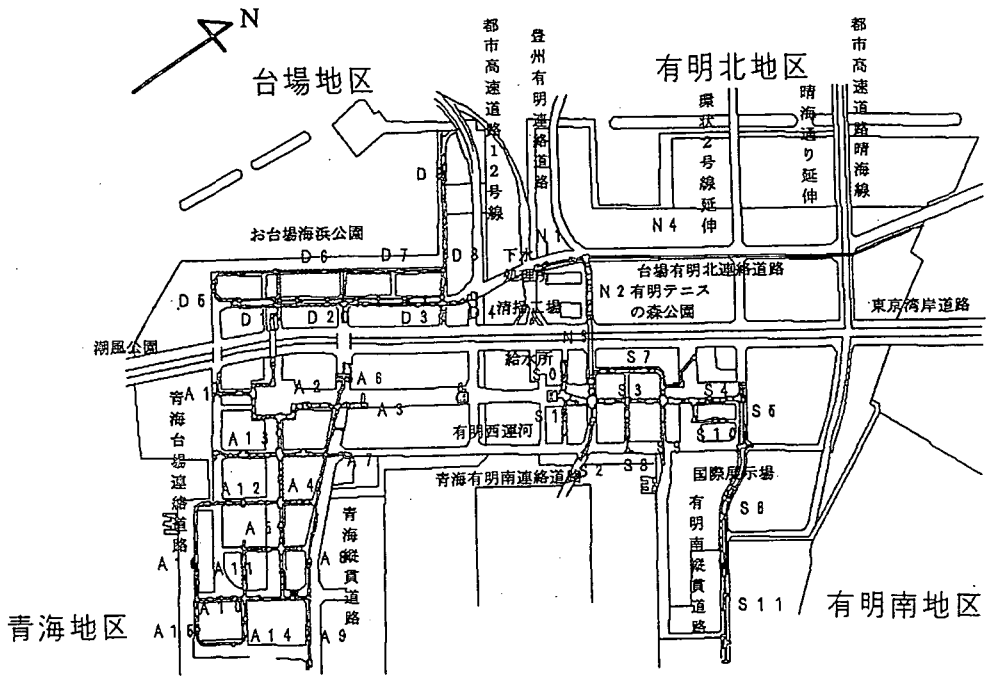 N
台場地区
都市高速道路12号線
豊州有明連絡道路
有明北地区
環状2号線延伸
晴海通り延伸
都市高速道路晴海線
D
お台場海浜公園
D6
D7
D8
下水
処理所
N1
N4
台場有明北連絡道路
D5
D
D2
D3
4
清掃工場
N2
有明テニス
の森公園
東京湾岸道路
潮風公園
N3
給水所
S0
S7
A1
A2
A6
A3
S1
S3
S4
S5
青海台場連絡道路
A13
有明西運河
S10
A7
青海有明南連絡道路
S2
S8
国際展示場
A12
A4
S6
A5
青海縦貫道路
有明南縦貫道路
A1
A11
A8
青海地区
A10
A15
A14
A9
S11
有明南地区